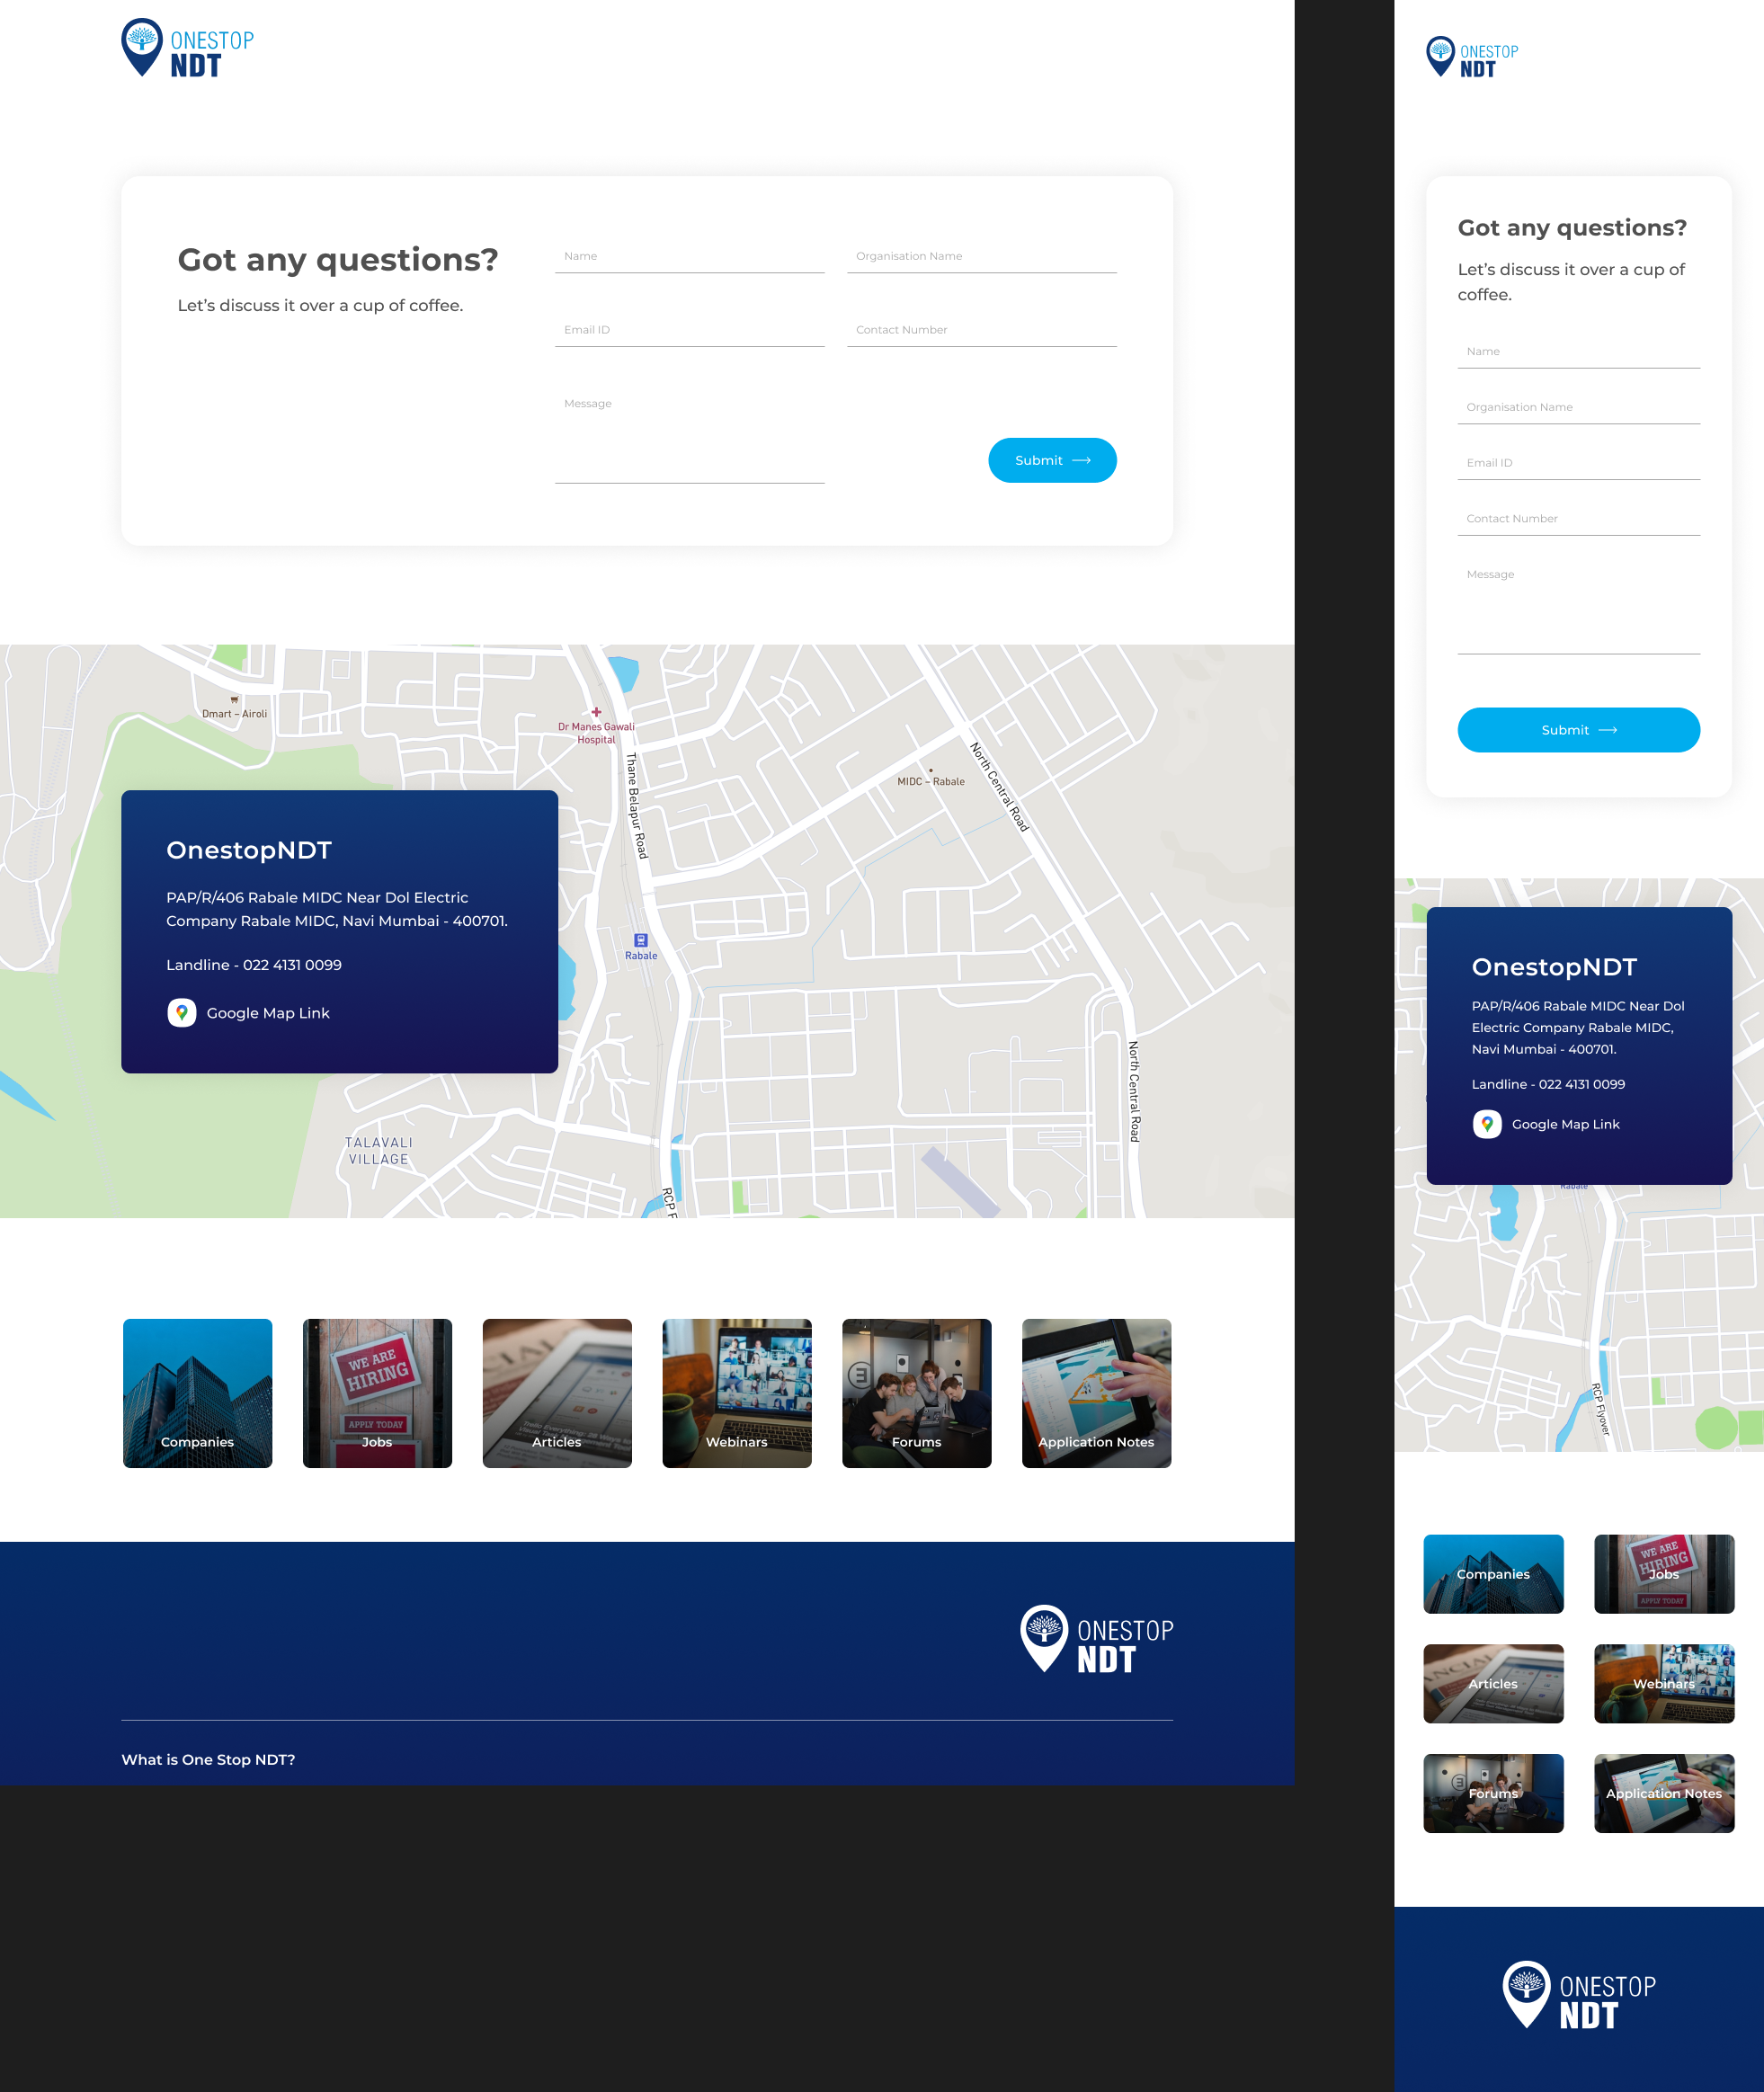 ONESTOP
NDT
Got any questions?
Let's discuss it over a cup of coffee.
Name
Organisation Name
Email ID
Contact Number
Message
Submit
Dmart – Airoli
Dr Manes Gawali
Hospital
Thane Belapur Road
MIDC – Rabale
North Central Road
Rabale
North Central Road
TALAVALI
VILLAGE
RCP F
OnestopNDT
PAP/R/406 Rabale MIDC Near Dol Electric
Company Rabale MIDC, Navi Mumbai - 400701.
Landline - 022 4131 0099
Google Map Link
WE ARE
HIRING
APPLY TODAY
Companies
Jobs
Articles
Webinars
Forums
Application Notes
ONESTOP
NDT
What is One Stop NDT?
ONESTOP
NDT
Got any questions?
Let's discuss it over a cup of
coffee.
Name
Organisation Name
Email ID
Contact Number
Message
Submit
OnestopNDT
PAP/R/406 Rabale MIDC Near Dol
Electric Company Rabale MIDC,
Navi Mumbai - 400701.
Landline - 022 4131 0099
Google Map Link
Rabale
RCP Flyover
WE ARE
HIRING
APPLY TODAY
Companies
Jobs
Articles
Webinars
Forums
Application Notes
ONESTOP
NDT